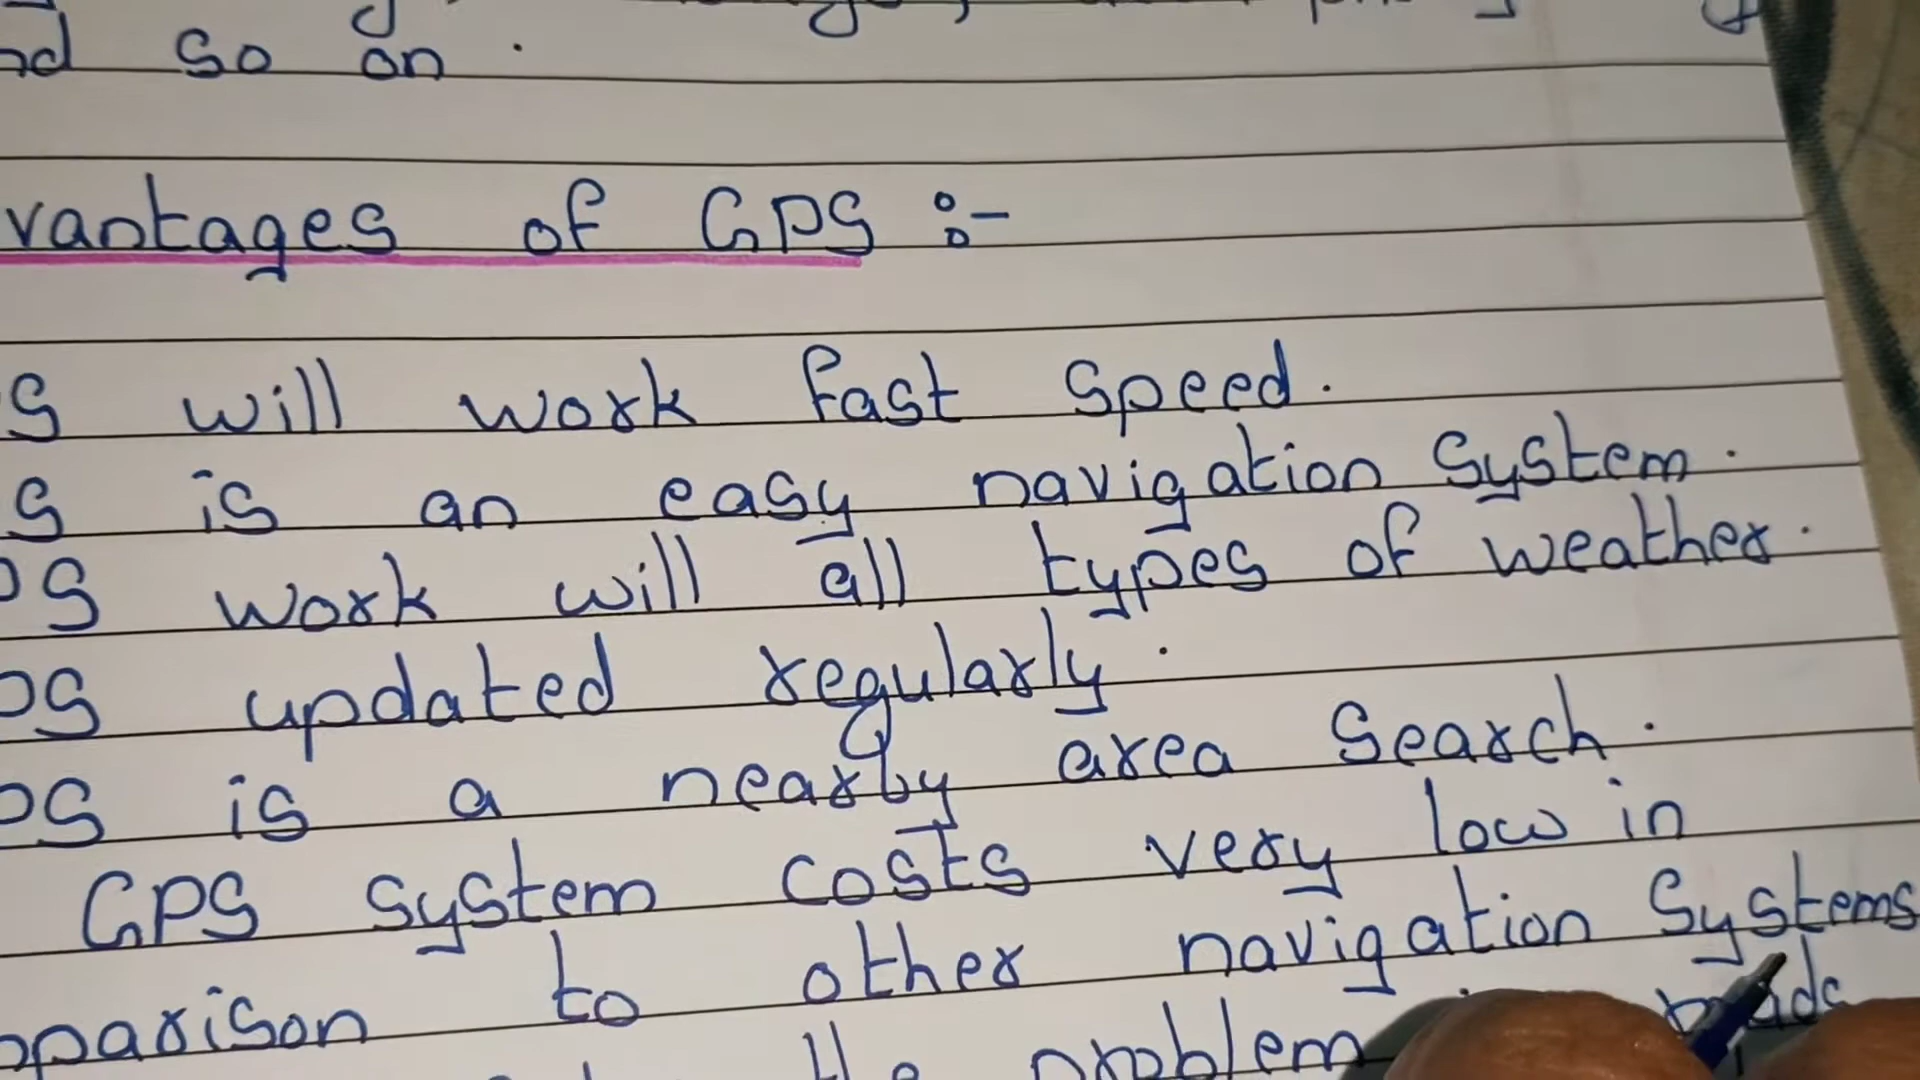 so on.
vantages of GPS :-
S will work fast speed.
S is an easy navigation system.
PS work will all types of weather.
PS updated regularly.
PS is a nearby area search.
GPS system costs very low in
parison to other navigation systems
problem